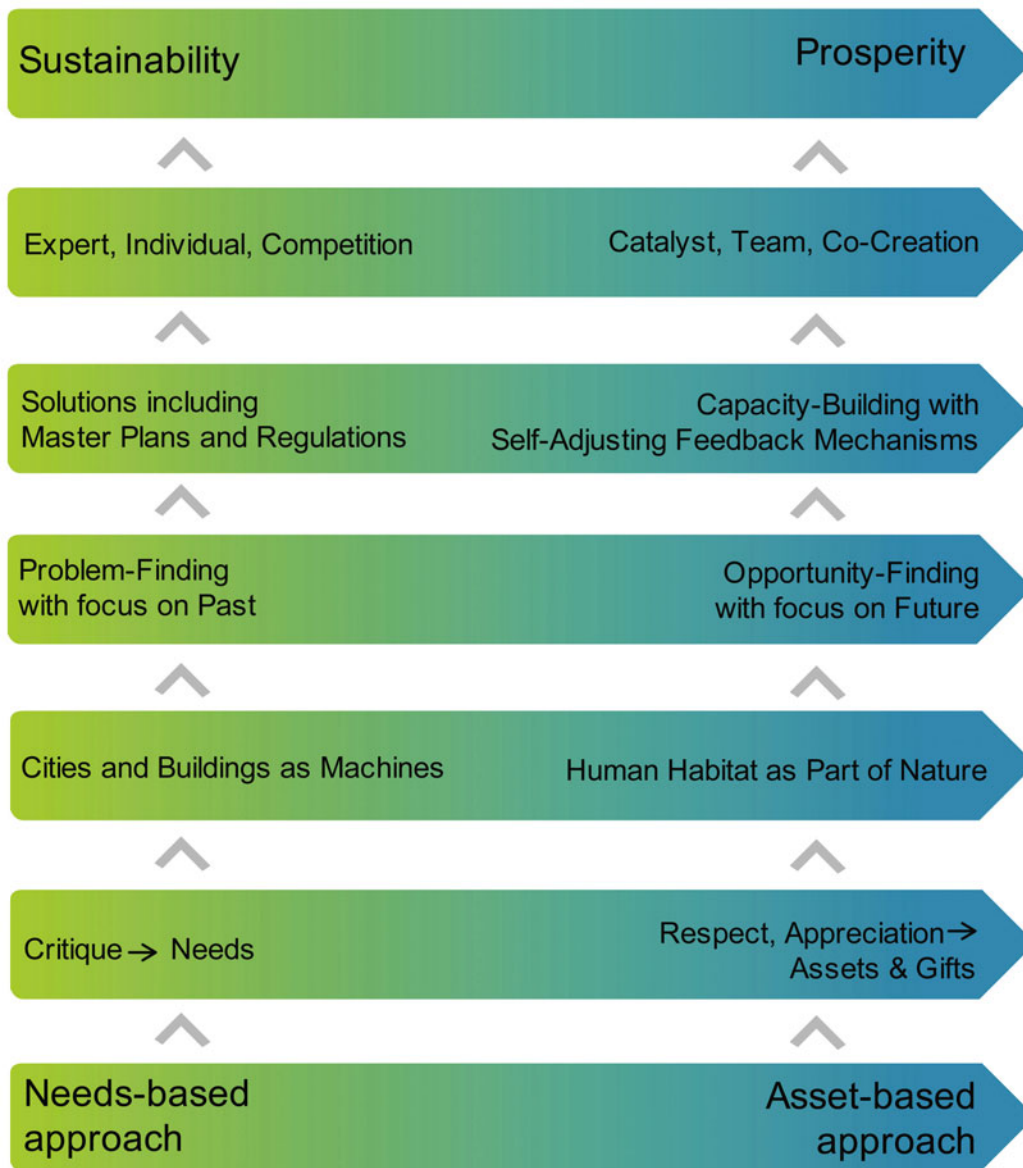 Sustainability
Prosperity
Expert, Individual, Competition
Catalyst, Team, Co-Creation
Solutions including
Master Plans and Regulations
Capacity-Building with
Self-Adjusting Feedback Mechanisms
Problem-Finding
with focus on Past
Opportunity-Finding
with focus on Future
Cities and Buildings as Machines
Human Habitat as Part of Nature
Critique → Needs
Respect, Appreciation →
Assets & Gifts
Needs-based
approach
Asset-based
approach